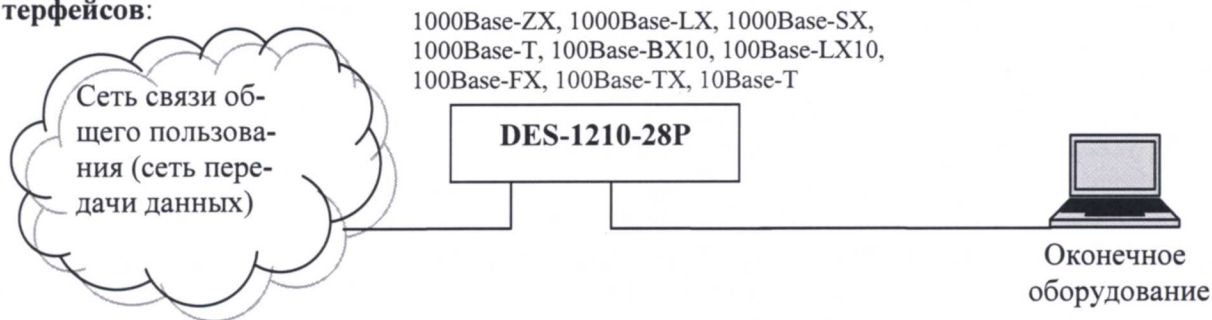 терфейсов:
1000Base-ZX, 1000Base-LX, 1000Base-SX,
1000Base-T, 100Base-BX10, 100Base-LX10,
100Base-FX, 100Base-TX, 10Base-T
Сеть связи об-
щего пользова-
ния (сеть пере-
дачи данных)
DES-1210-28P
Оконечное
оборудование